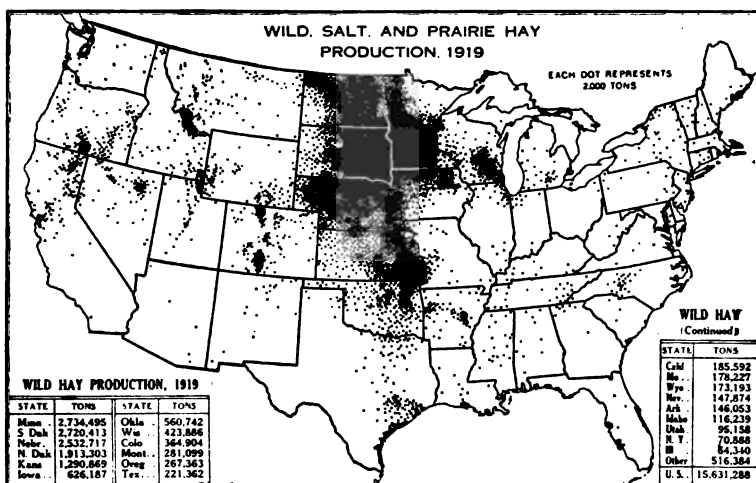 WILD, SALT, AND PRAIRIE HAY
PRODUCTION, 1919
EACH DOT REPRESENTS
2,000 TONS
WILD HAY PRODUCTION, 1919
STATE TONS STATE TONS
Minn.. 2,734,495 Okla.. 560,742
S Dak 2,720,413 Wis... 423,886
Nebr.. 2,532,717 Colo 364,904
N. Dak 1,913,303 Mont.. 281,099
Kans 1,290,869 Oreg 267,363
Iowa.. 626,187 Tex... 221,362
WILD HAY
(Continued)
STATE TONS
Calif 185,592
Mo... 178,227
Wyo 173,193
Nev.. 147,874
Ark 146,053
Idaho 116,239
Utah 95,158
N. Y. 70,888
Ill 84,340
Other 516,384
U.S.. 15,631,288